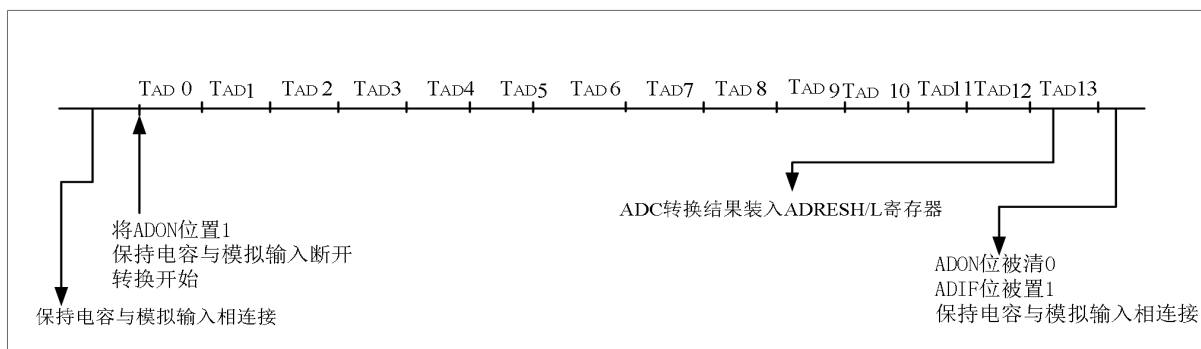 TAD 0 TAD1 TAD 2 TAD3 TAD4 TAD5 TAD 6 TAD7 TAD 8 TAD 9 TAD 10 TAD11 TAD12 TAD13
ADC转换结果装入ADRESH/L寄存器
将ADON位置1
保持电容与模拟输入断开
转换开始
保持电容与模拟输入相连接
ADON位被清0
ADIF位被置1
保持电容与模拟输入相连接